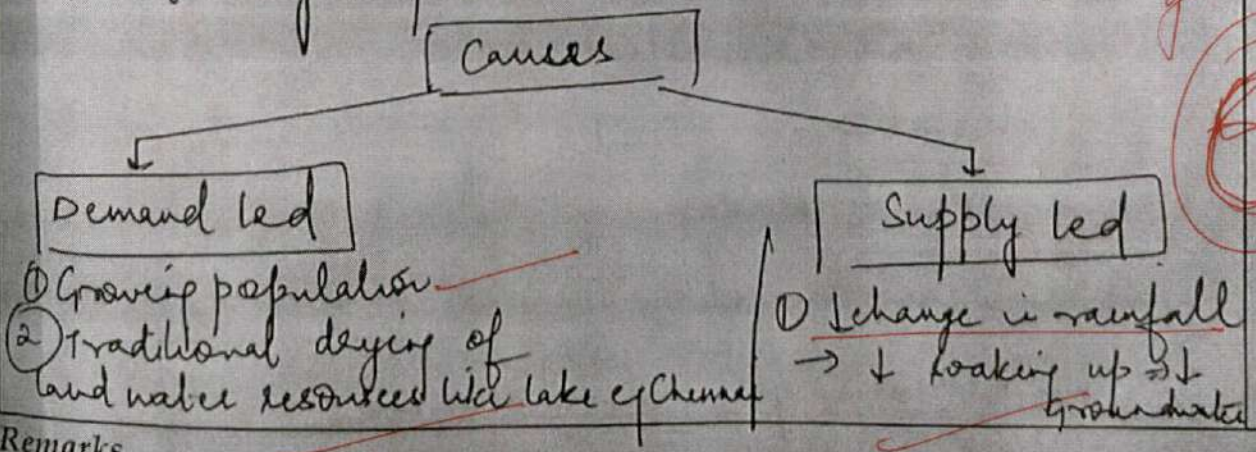 Causes
Demand led
Supply led
① Growing population
② Traditional drying of
land water resources like lake eg Chennai
① ↓ change in rainfall
→ ↓ soaking up ⇒ ↓
Groundwater
Remarks